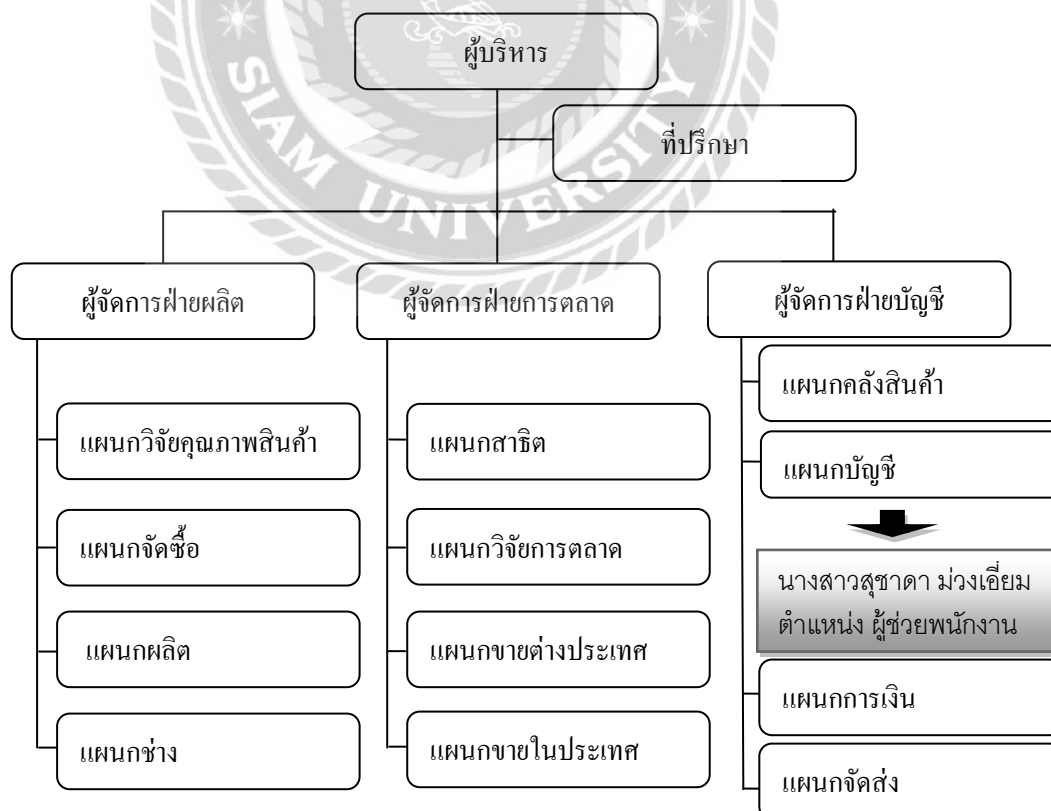 ผู้บริหาร
ที่ปรึกษา
SIAM UNIVERSITY
ผู้จัดการฝ่ายผลิต
ผู้จัดการฝ่ายการตลาด
ผู้จัดการฝ่ายบัญชี
แผนกวิจัยคุณภาพสินค้า
แผนกจัดซื้อ
แผนกผลิต
แผนกช่าง
แผนกสาธิต
แผนกวิจัยการตลาด
แผนกขายต่างประเทศ
แผนกขายในประเทศ
แผนกคลังสินค้า
แผนกบัญชี
นางสาวสุชาดา ม่วงเอี่ยม
ตำแหน่ง ผู้ช่วยพนักงาน
แผนกการเงิน
แผนกจัดส่ง